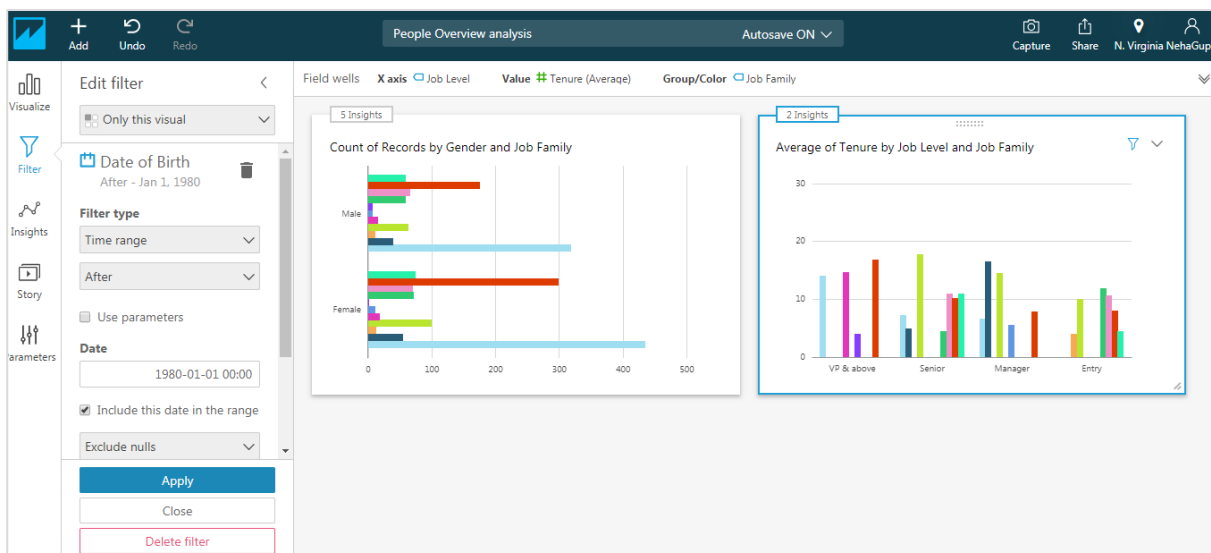 Add
Undo
Redo
People Overview analysis
Autosave ON
Capture
Share
N. Virginia
NehaGup
Visualize
Filter
Insights
Story
arameters
Edit filter
Only this visual
Date of Birth
After - Jan 1, 1980
Filter type
Time range
After
Use parameters
Date
1980-01-01 00:00
Include this date in the range
Exclude nulls
Apply
Close
Delete filter
Field wells X axis Job Level Value Tenure (Average) Group/Color Job Family
5 Insights
Count of Records by Gender and Job Family
Male
Female
0 100 200 300 400 500
2 Insights
Average of Tenure by Job Level and Job Family
30
20
10
0
VP & above Senior Manager Entry